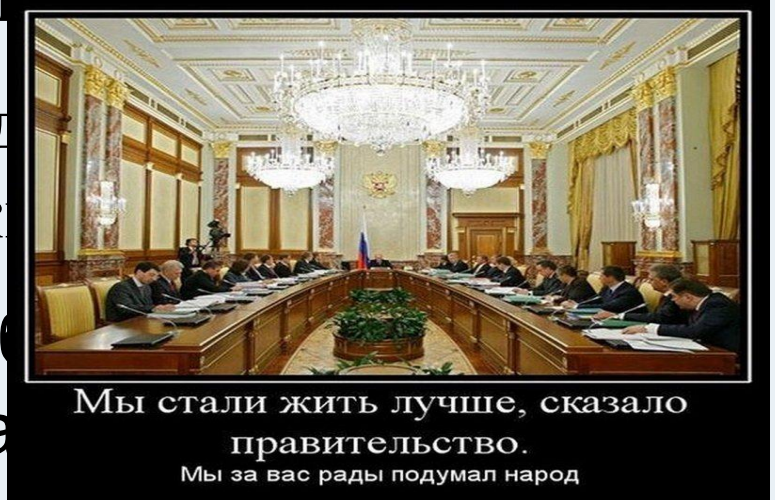 Мы стали жить лучше, сказало
правительство.
Мы за вас рады подумал народ